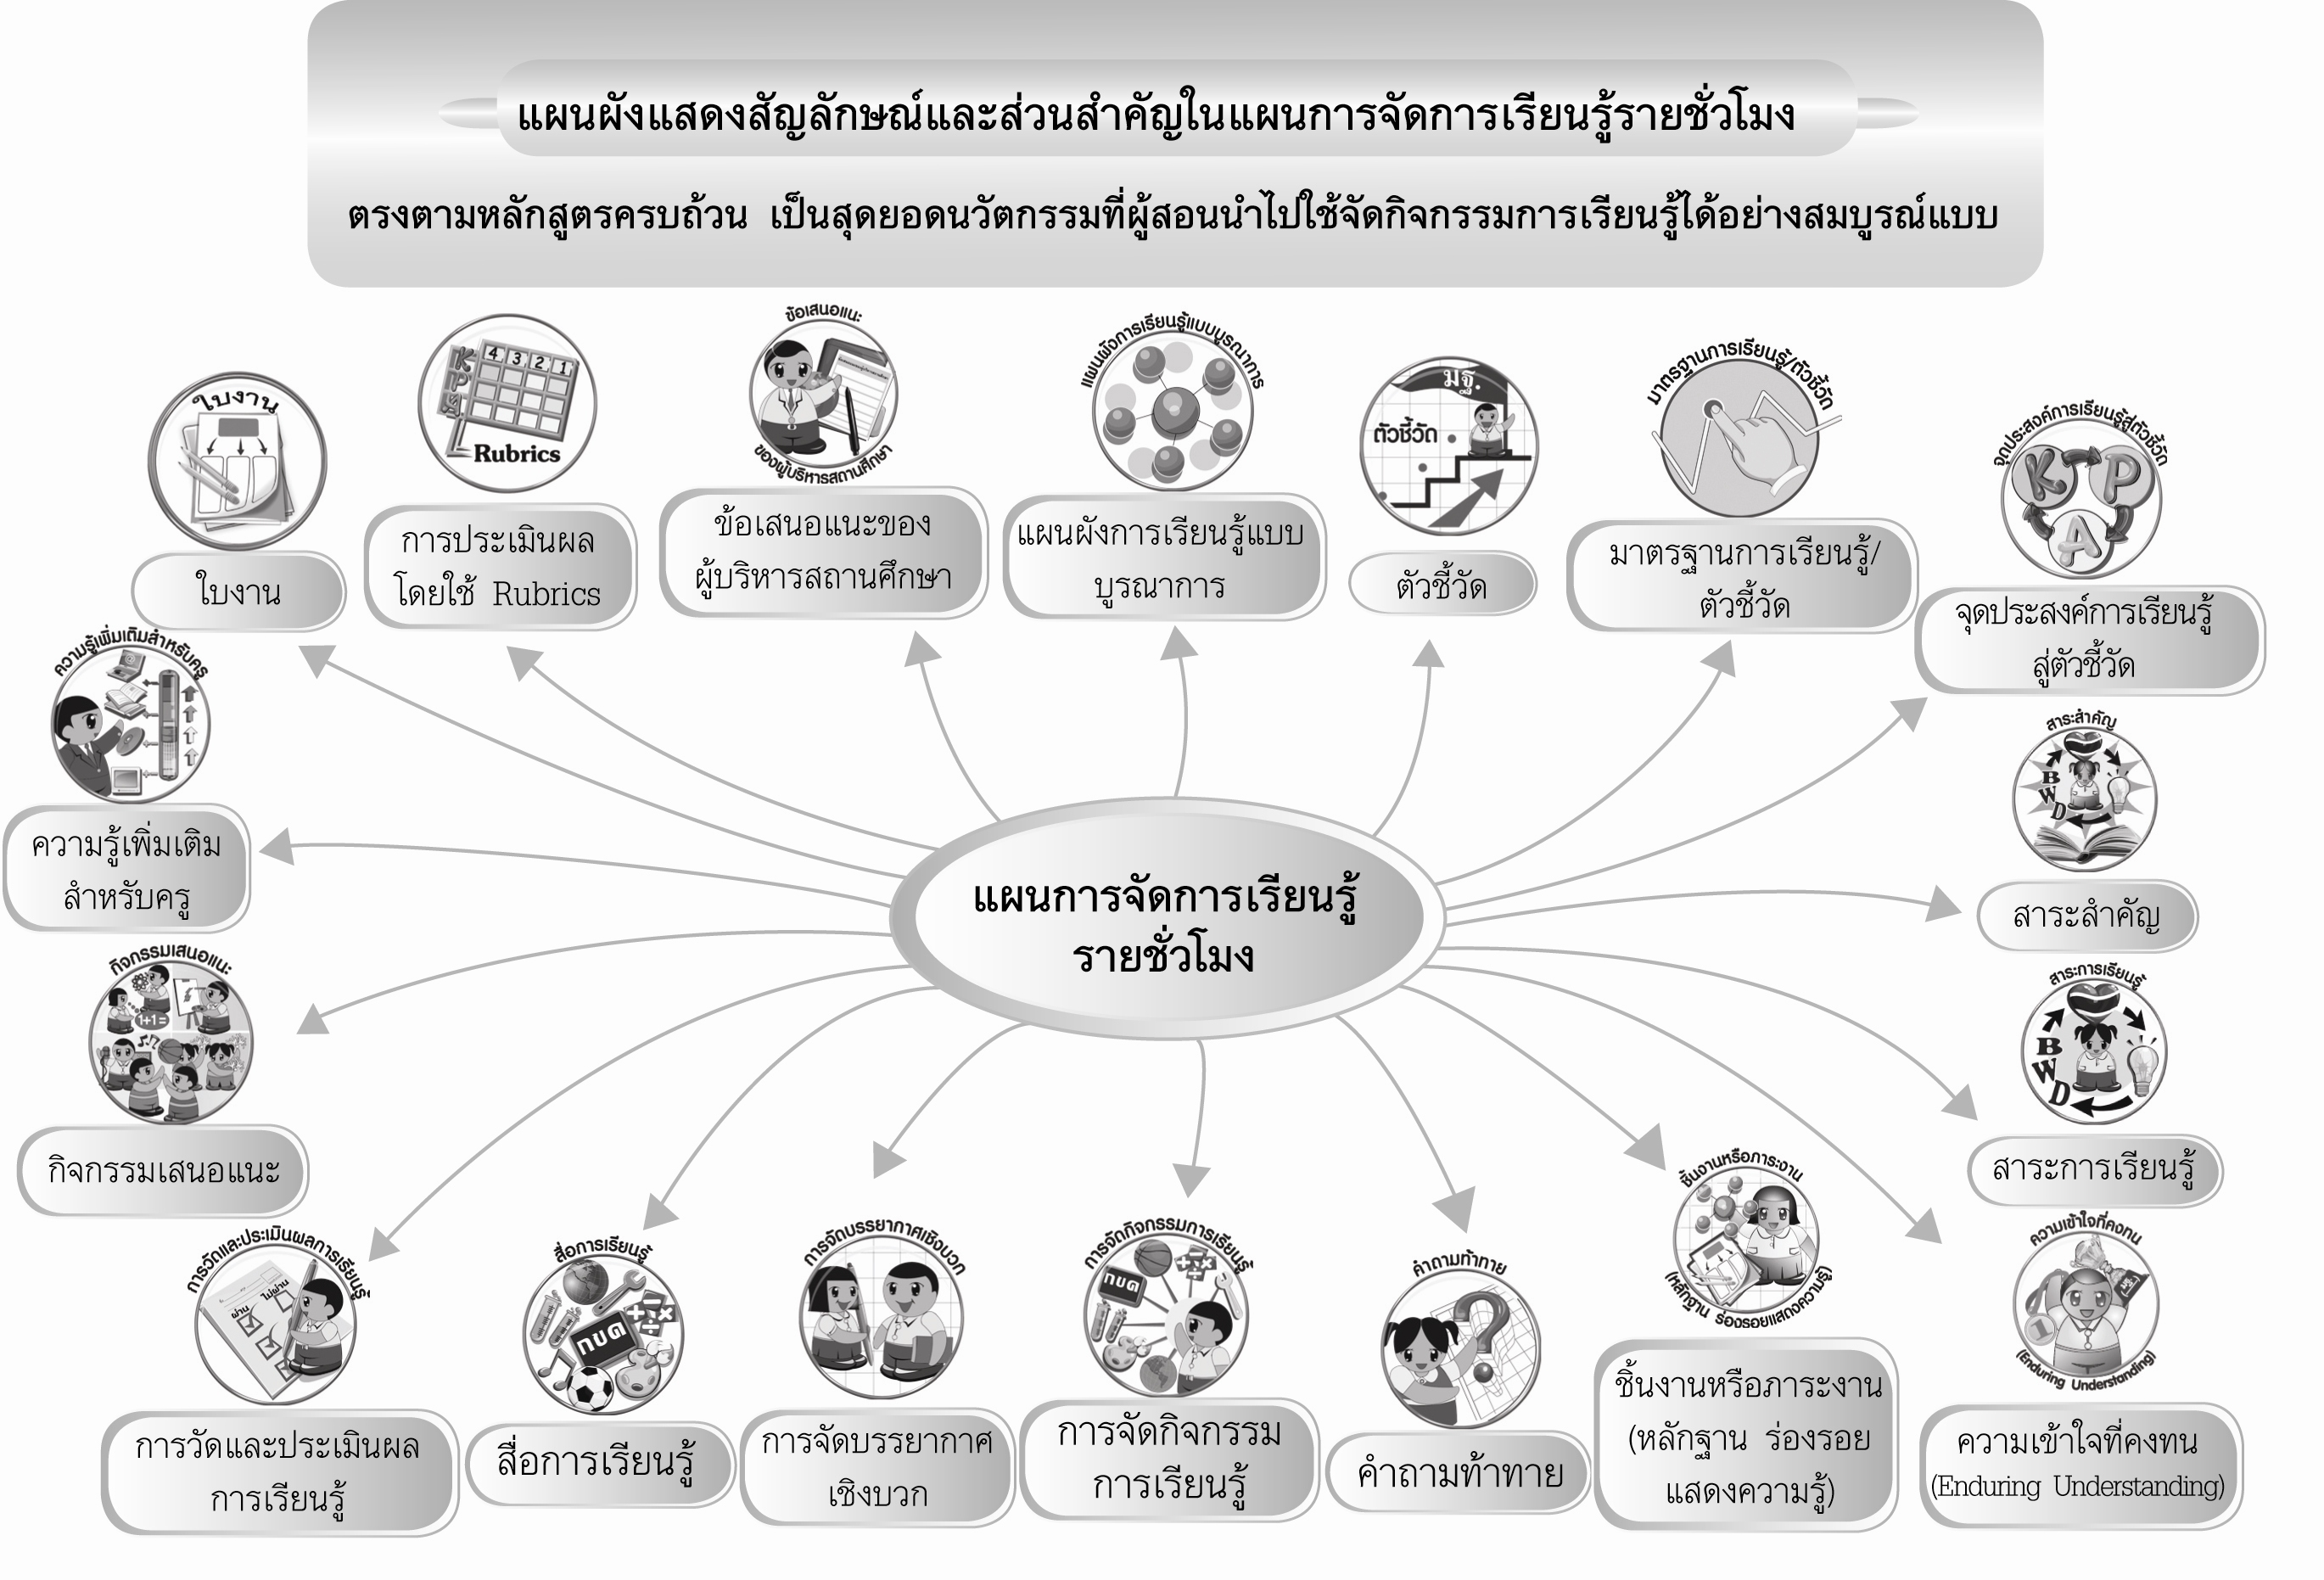 แผนผังแสดงสัญลักษณ์และส่วนสำคัญในแผนการจัดการเรียนรู้รายชั่วโมง
ตรงตามหลักสูตรครบถ้วน เป็นสุดยอดนวัตกรรมที่ผู้สอนนำไปใช้จัดกิจกรรมการเรียนรู้ได้อย่างสมบูรณ์แบบ
ใบงาน
ใบงาน
K P A
4 3 2 1
Rubrics
การประเมินผล
โดยใช้ Rubrics
ข้อเสนอแนะ
ของผู้บริหารสถานศึกษา
ข้อเสนอแนะของ
ผู้บริหารสถานศึกษา
แผนผังการเรียนรู้แบบบูรณาการ
แผนผังการเรียนรู้แบบ
บูรณาการ
มฐ.
ตัวชี้วัด
ตัวชี้วัด
มาตรฐานการเรียนรู้/ตัวชี้วัด
มาตรฐานการเรียนรู้/
ตัวชี้วัด
จุดประสงค์การเรียนรู้สู่ตัวชี้วัด
K P
A
จุดประสงค์การเรียนรู้
สู่ตัวชี้วัด
ความรู้เพิ่มเติมสำหรับครู
ความรู้เพิ่มเติม
สำหรับครู
แผนการจัดการเรียนรู้
รายชั่วโมง
สาระสำคัญ
B
W
D
สาระสำคัญ
กิจกรรมเสนอแนะ
1+1=
กิจกรรมเสนอแนะ
สาระการเรียนรู้
B
W
D
สาระการเรียนรู้
การวัดและประเมินผลการเรียนรู้
ผ่าน ไม่ผ่าน
การวัดและประเมินผล
การเรียนรู้
สื่อการเรียนรู้
กขค
สื่อการเรียนรู้
การจัดบรรยากาศเชิงบวก
การจัดบรรยากาศ
เชิงบวก
การจัดกิจกรรมการเรียนรู้
กขค
การจัดกิจกรรม
การเรียนรู้
คำถามท้าทาย
?
คำถามท้าทาย
ชิ้นงานหรือภาระงาน
(หลักฐาน ร่องรอยแสดงความรู้)
ชิ้นงานหรือภาระงาน
(หลักฐาน ร่องรอย
แสดงความรู้)
ความเข้าใจที่คงทน
1
(Enduring Understanding)
ความเข้าใจที่คงทน
(Enduring Understanding)